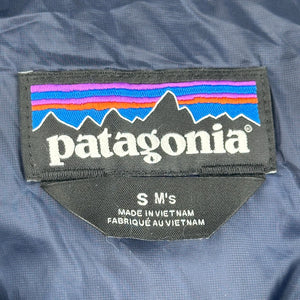 patagonia®
S M's
MADE IN VIETNAM
FABRIQUÉ AU VIETNAM